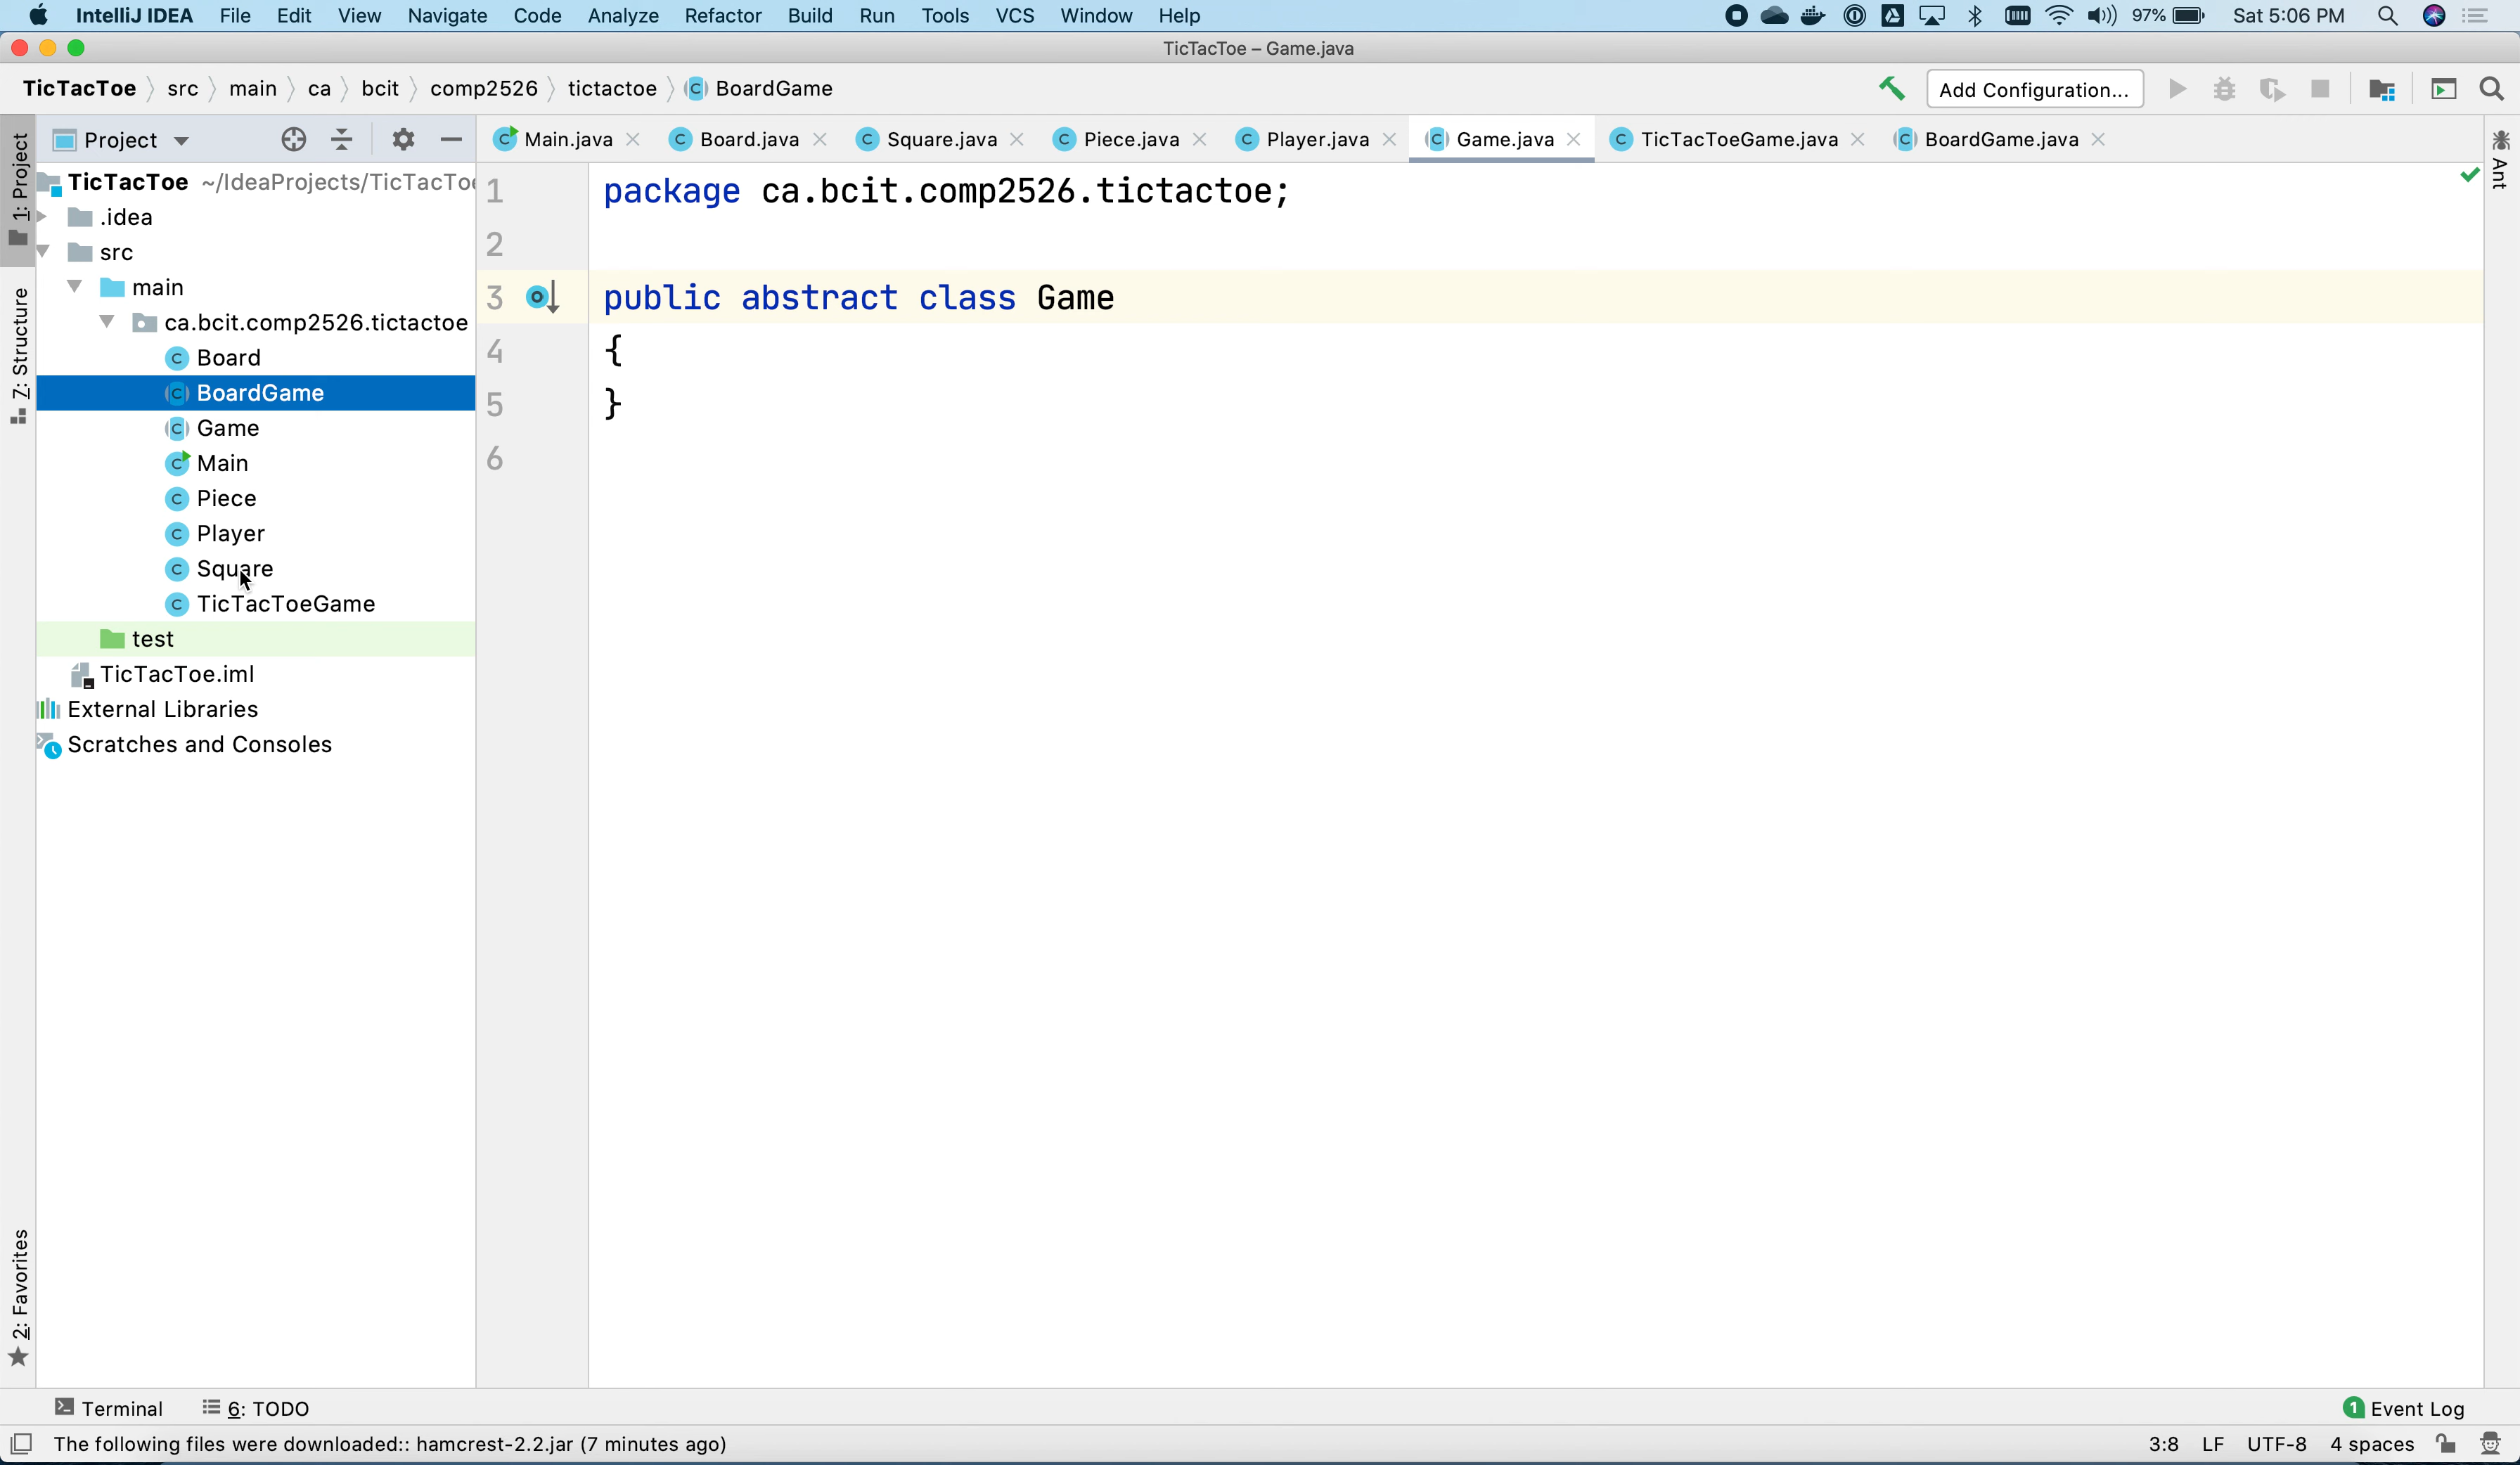 IntelliJ IDEA File Edit View Navigate Code Analyze Refactor Build Run Tools VCS Window Help 97% Sat 5:06 PM
TicTacToe – Game.java
TicTacToe src main ca bcit comp2526 tictactoe BoardGame Add Configuration...
Project Main.java Board.java Square.java Piece.java Player.java Game.java TicTacToeGame.java BoardGame.java
1: Project
7: Structure
2: Favorites
Ant
TicTacToe ~/IdeaProjects/TicTacToe
.idea
src
main
ca.bcit.comp2526.tictactoe
Board
BoardGame
Game
Main
Piece
Player
Square
TicTacToeGame
test
TicTacToe.iml
External Libraries
Scratches and Consoles
1 package ca.bcit.comp2526.tictactoe;
2
3 public abstract class Game
4 {
5 }
6
Terminal 6: TODO 1 Event Log
The following files were downloaded:: hamcrest-2.2.jar (7 minutes ago) 3:8 LF UTF-8 4 spaces